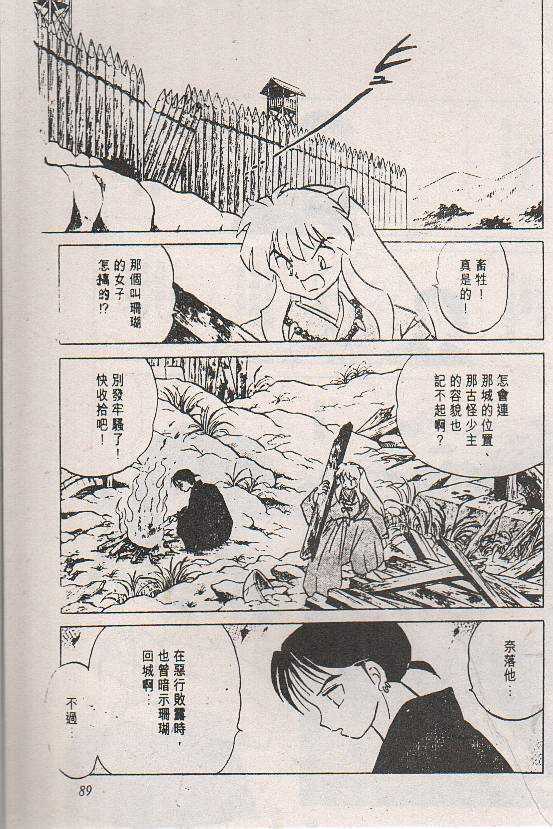 畜牲！
真是的！
那個叫珊瑚
的女子
怎搞的!?
怎會連
那城的位置、
那古怪少主
的容貌也
記不起啊？
別發牢騷了！
快收拾吧！
奈落他…
在惡行敗露時，
也曾暗示珊瑚
回城啊…
不過…
89